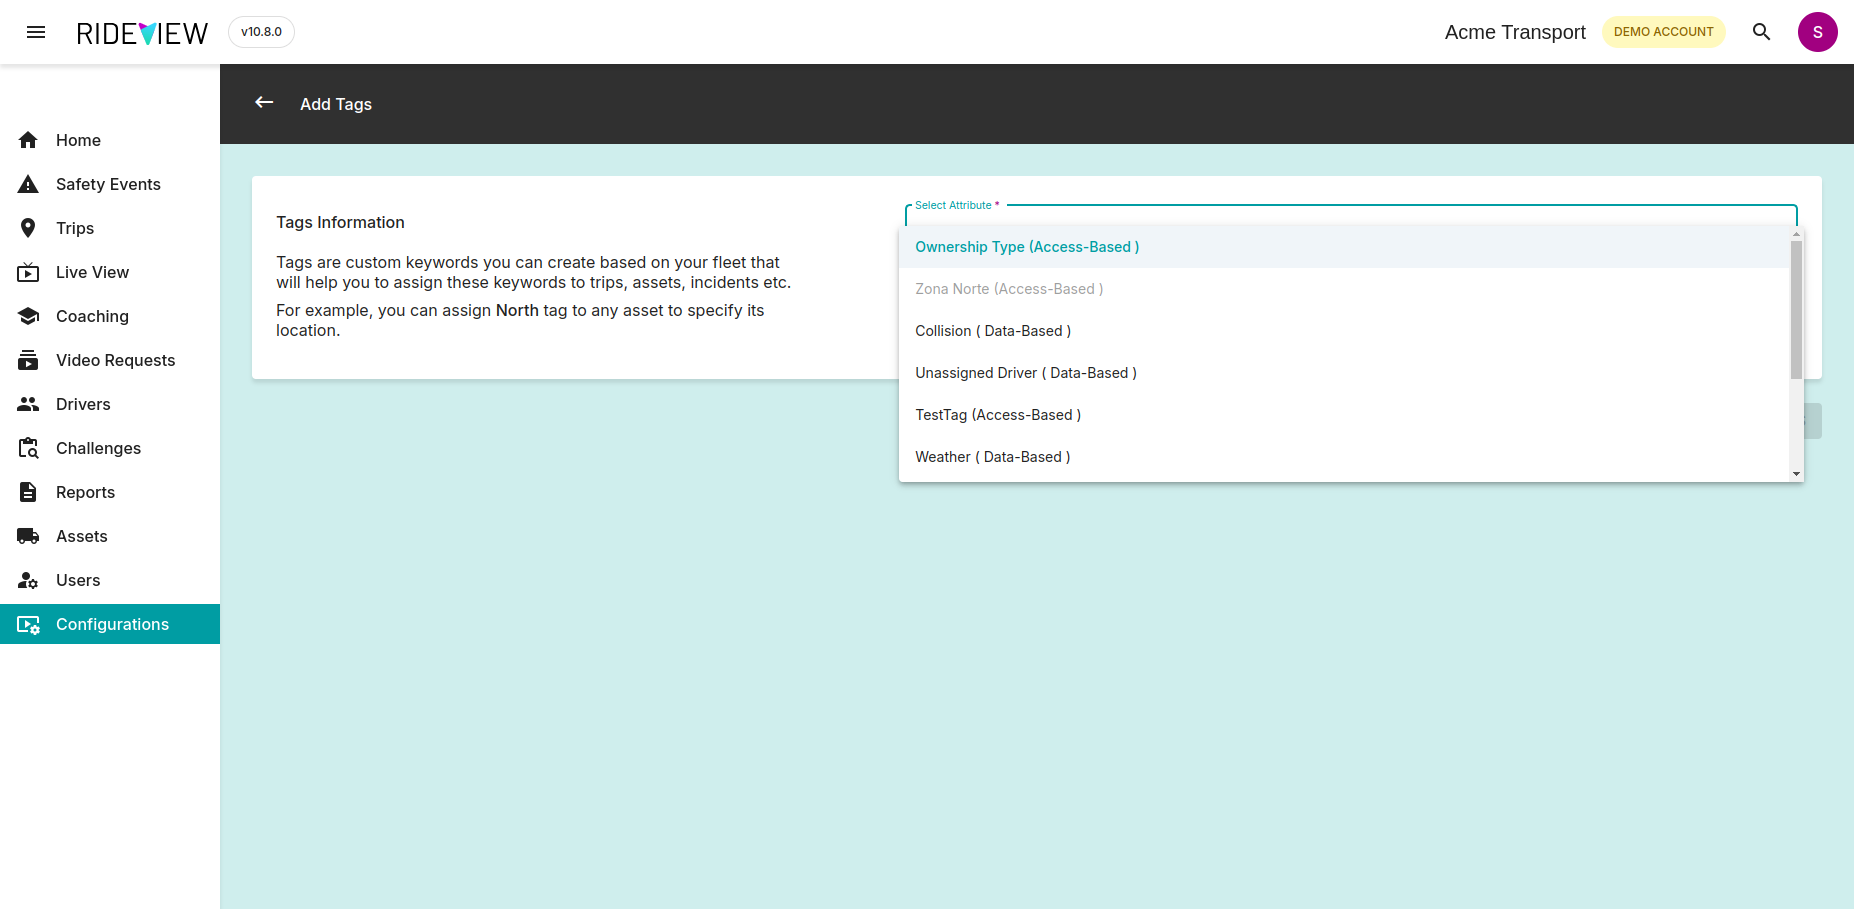 RIDEVIEW
v10.8.0
Acme Transport
DEMO ACCOUNT
S
Add Tags
Home
Safety Events
Trips
Live View
Coaching
Video Requests
Drivers
Challenges
Reports
Assets
Users
Configurations
Tags Information
Tags are custom keywords you can create based on your fleet that
will help you to assign these keywords to trips, assets, incidents etc.
For example, you can assign North tag to any asset to specify its
location.
Select Attribute *
Ownership Type (Access-Based )
Zona Norte (Access-Based )
Collision ( Data-Based )
Unassigned Driver ( Data-Based )
TestTag (Access-Based )
Weather ( Data-Based )